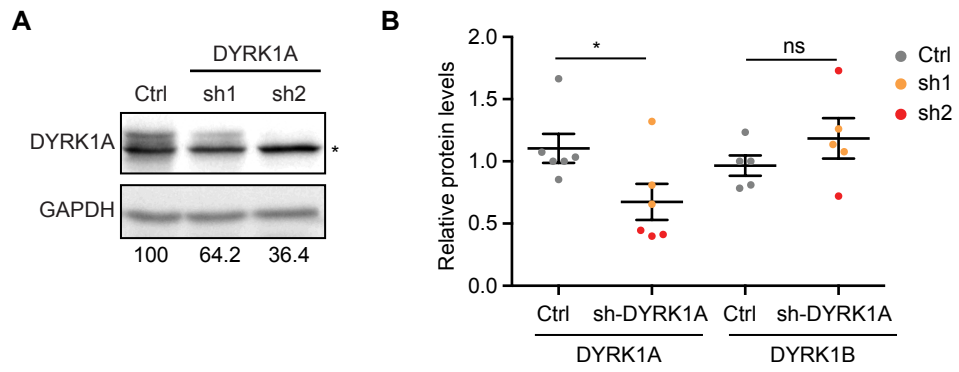 A
DYRK1A
Ctrl sh1 sh2
DYRK1A
*
GAPDH
100 64.2 36.4
B
Relative protein levels
2.0
1.5
1.0
0.5
0.0
* ns
Ctrl
sh1
sh2
Ctrl sh-DYRK1A Ctrl sh-DYRK1A
DYRK1A DYRK1B